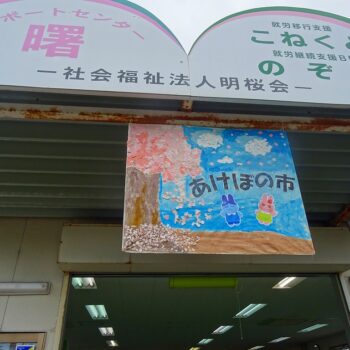 ポートセンター
曙
ー社会福祉法人明桜会ー
就労移行支援
こねくと
就労継続支援B
のぞ
あけぼの市